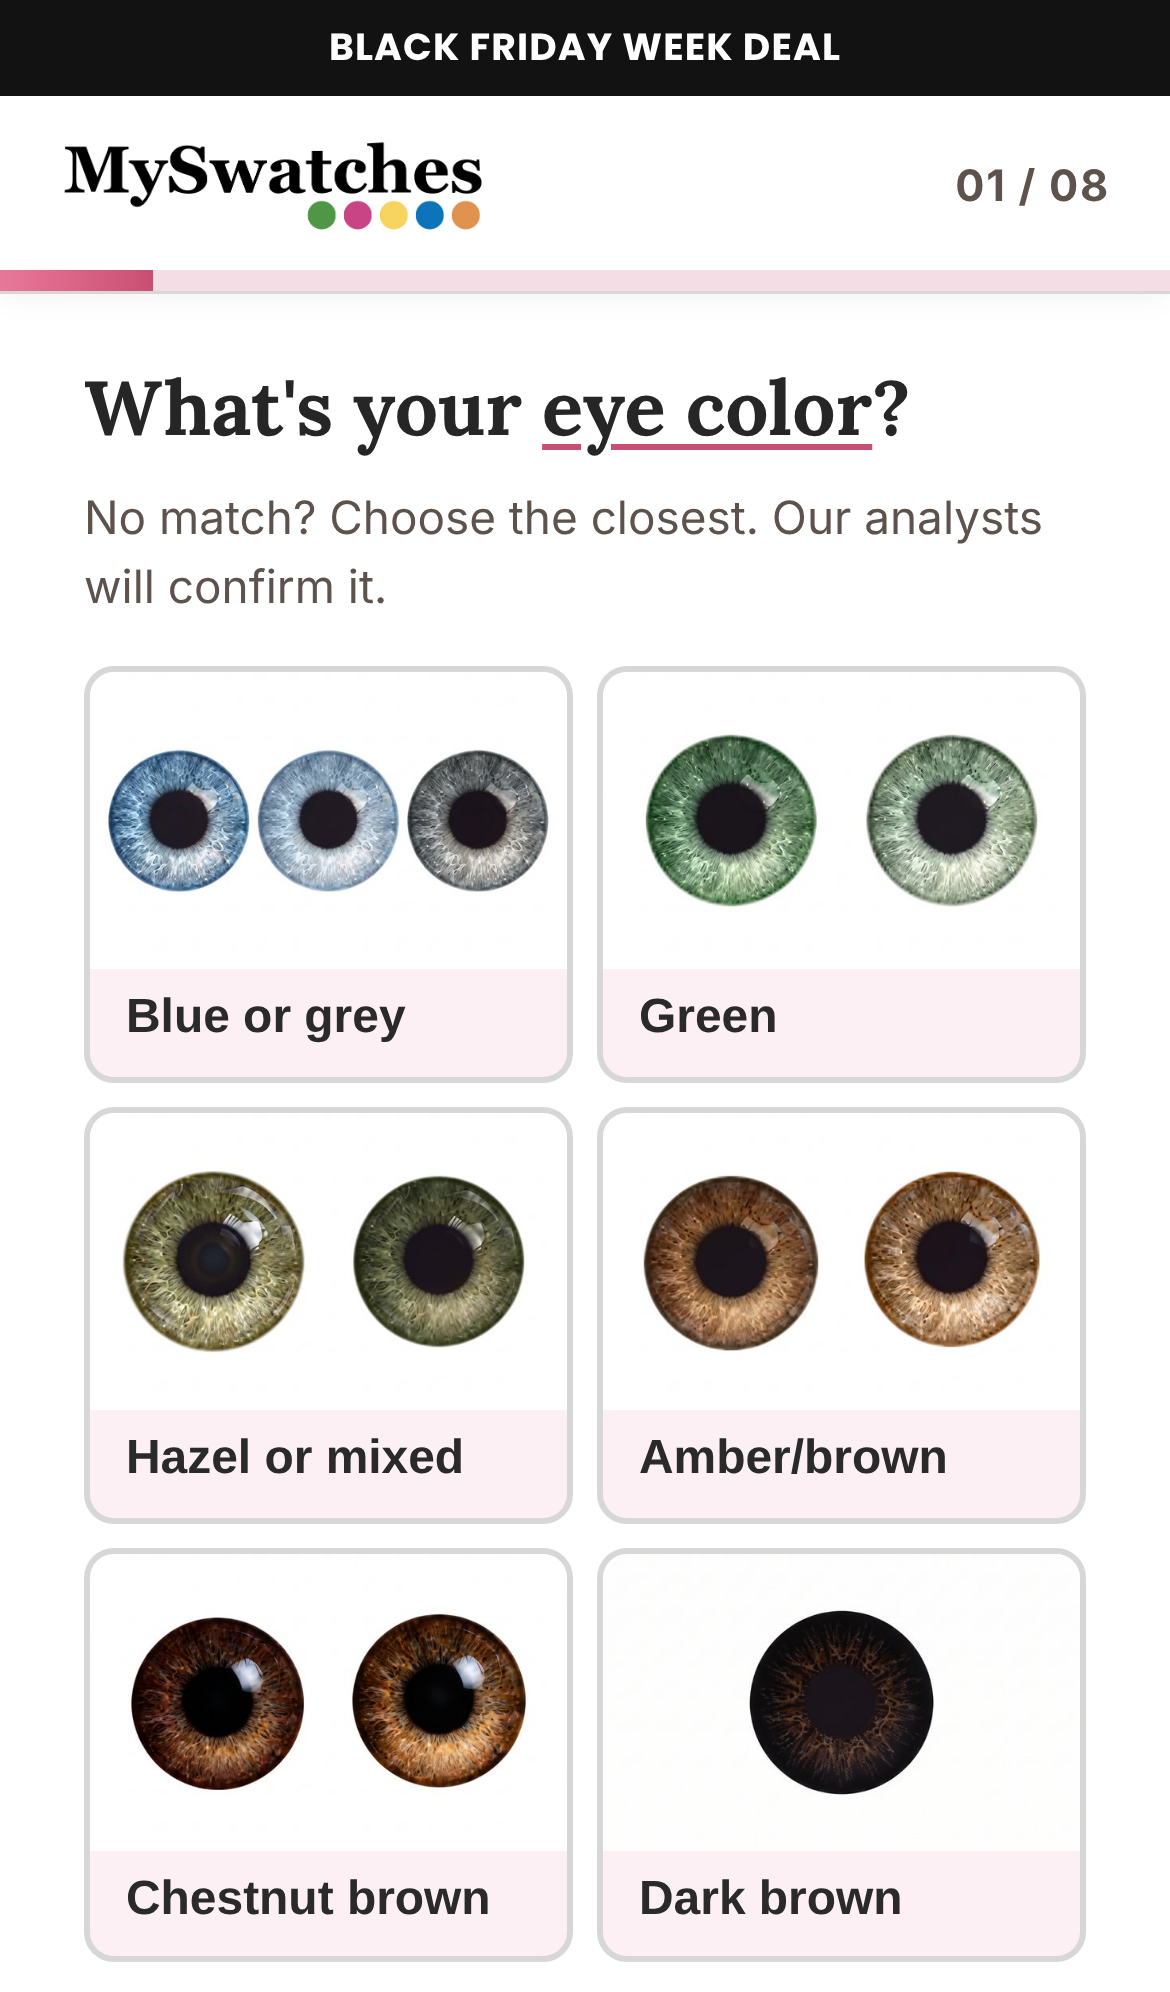 BLACK FRIDAY WEEK DEAL
MySwatches
01 / 08
What's your eye color?
No match? Choose the closest. Our analysts
will confirm it.
Blue or grey
Green
Hazel or mixed
Amber/brown
Chestnut brown
Dark brown